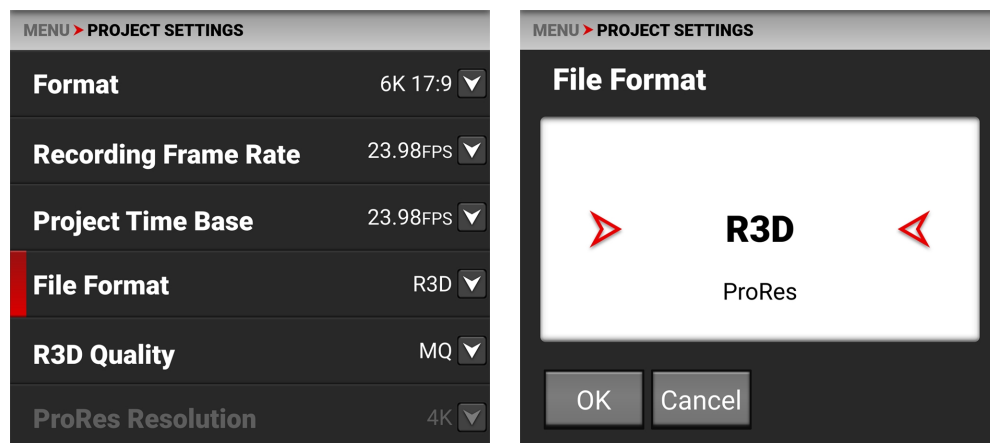 MENU PROJECT SETTINGS
Format 6K 17:9
Recording Frame Rate 23.98FPS
Project Time Base 23.98FPS
File Format R3D
R3D Quality MQ
ProRes Resolution 4K
MENU PROJECT SETTINGS
File Format
R3D
ProRes
OK Cancel